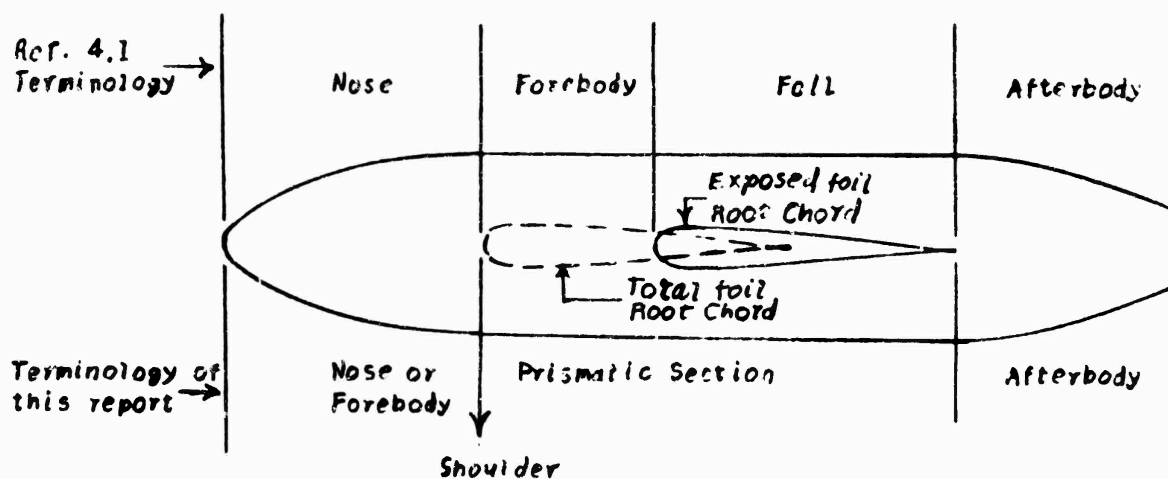 Ref. 4.1
Terminology
Nose
Forebody
Foil
Afterbody
Exposed foil
Root Chord
Total foil
Root Chord
Terminology of
this report
Nose or
Forebody
Prismatic Section
Afterbody
Shoulder